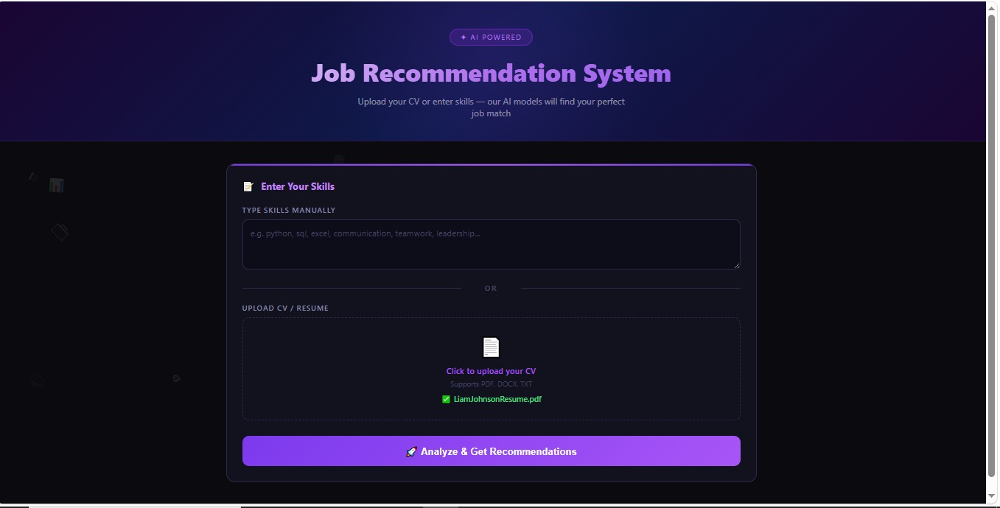 ✦ AI POWERED
Job Recommendation System
Upload your CV or enter skills — our AI models will find your perfect
job match
Enter Your Skills
TYPE SKILLS MANUALLY
e.g. python, sql, excel, communication, teamwork, leadership...
OR
UPLOAD CV / RESUME
Click to upload your CV
Supports PDF, DOCX, TXT
✅ LiamJohnsonResume.pdf
🚀 Analyze & Get Recommendations